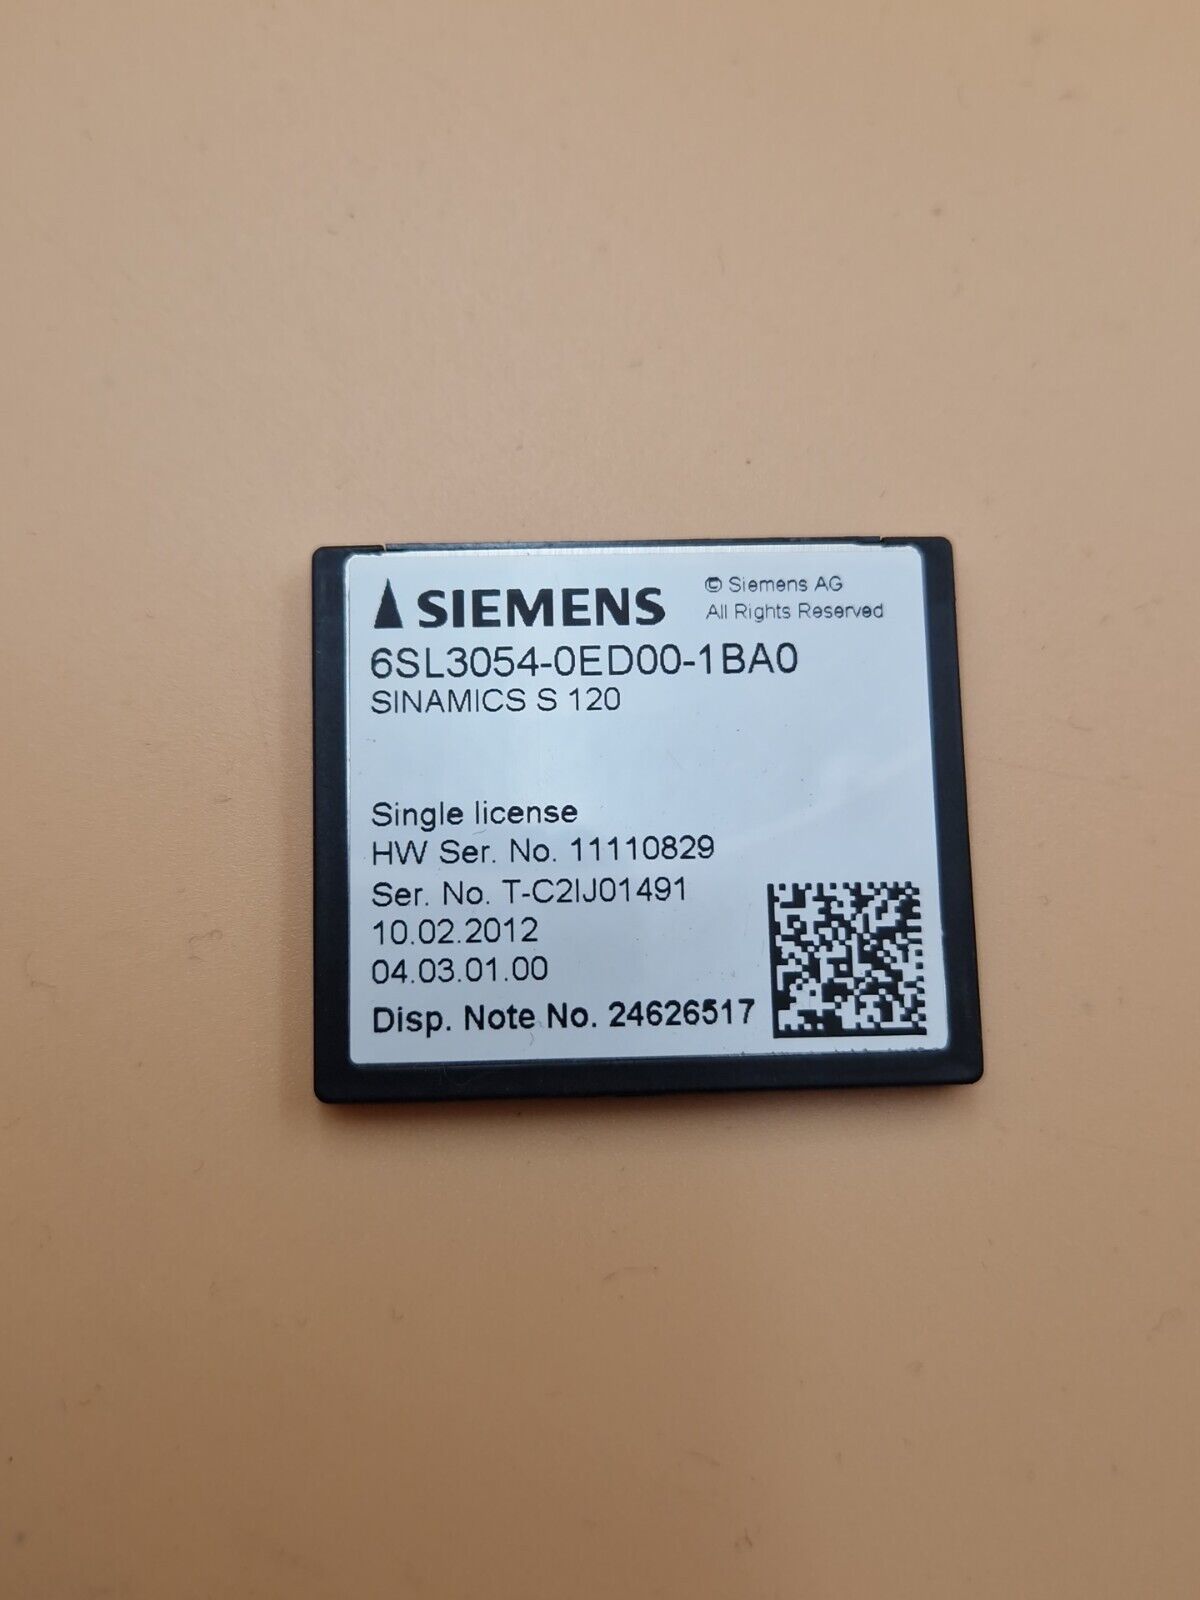 SIEMENS
© Siemens AG
All Rights Reserved
6SL3054-0ED00-1BA0
SINAMICS S 120
Single license
HW Ser. No. 11110829
Ser. No. T-C2IJ01491
10.02.2012
04.03.01.00
Disp. Note No. 24626517